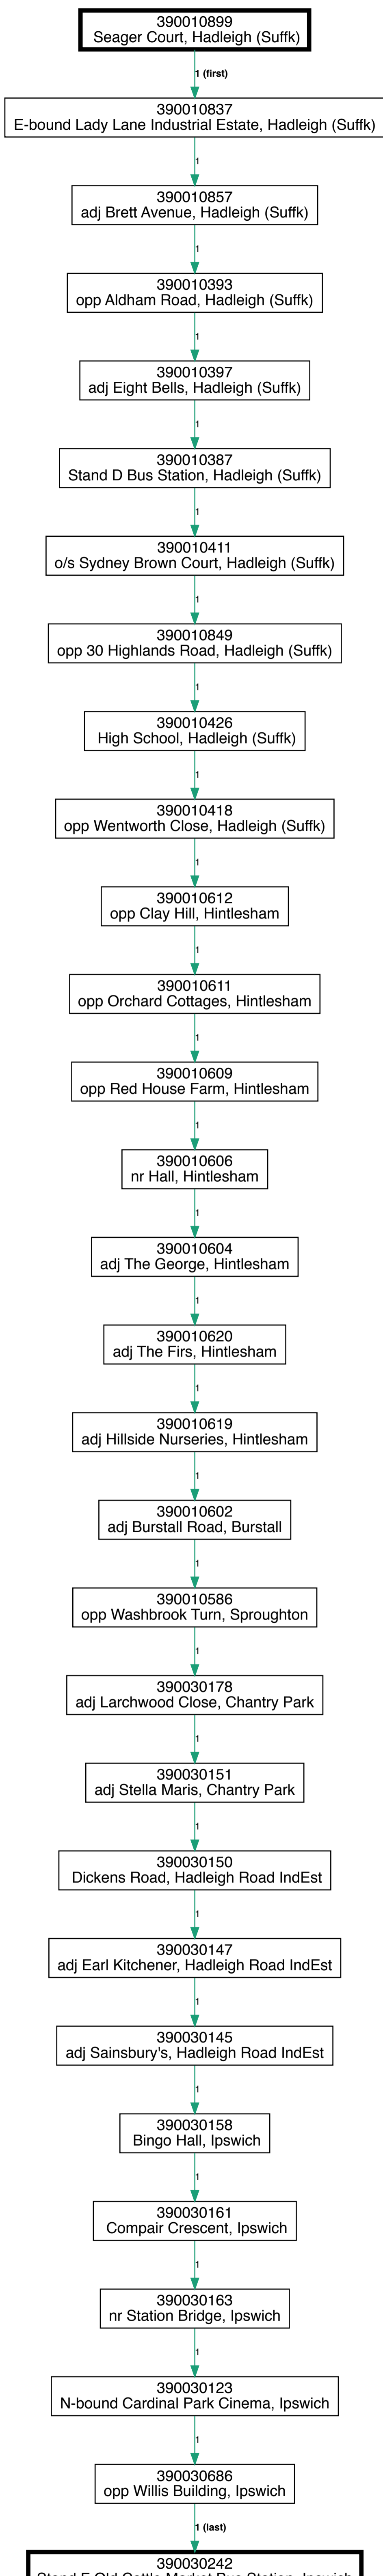 390010899
Seager Court, Hadleigh (Suffk)
1 (first)
390010837
E-bound Lady Lane Industrial Estate, Hadleigh (Suffk)
1
390010857
adj Brett Avenue, Hadleigh (Suffk)
1
390010393
opp Aldham Road, Hadleigh (Suffk)
1
390010397
adj Eight Bells, Hadleigh (Suffk)
1
390010387
Stand D Bus Station, Hadleigh (Suffk)
1
390010411
o/s Sydney Brown Court, Hadleigh (Suffk)
1
390010849
opp 30 Highlands Road, Hadleigh (Suffk)
1
390010426
High School, Hadleigh (Suffk)
1
390010418
opp Wentworth Close, Hadleigh (Suffk)
1
390010612
opp Clay Hill, Hintlesham
1
390010611
opp Orchard Cottages, Hintlesham
1
390010609
opp Red House Farm, Hintlesham
1
390010606
nr Hall, Hintlesham
1
390010604
adj The George, Hintlesham
1
390010620
adj The Firs, Hintlesham
1
390010619
adj Hillside Nurseries, Hintlesham
1
390010602
adj Burstall Road, Burstall
1
390010586
opp Washbrook Turn, Sproughton
1
390030178
adj Larchwood Close, Chantry Park
1
390030151
adj Stella Maris, Chantry Park
1
390030150
Dickens Road, Hadleigh Road IndEst
1
390030147
adj Earl Kitchener, Hadleigh Road IndEst
1
390030145
adj Sainsbury's, Hadleigh Road IndEst
1
390030158
Bingo Hall, Ipswich
1
390030161
Compair Crescent, Ipswich
1
390030163
nr Station Bridge, Ipswich
1
390030123
N-bound Cardinal Park Cinema, Ipswich
1
390030686
opp Willis Building, Ipswich
1 (last)
390030242